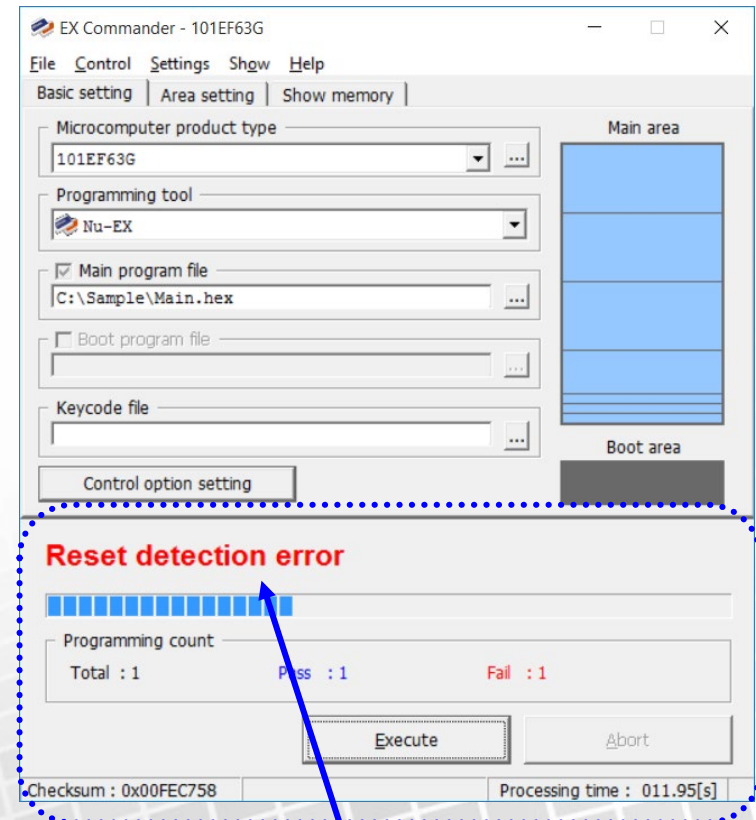 EX Commander - 101EF63G
File Control Settings Show Help
Basic setting Area setting Show memory
Microcomputer product type
101EF63G
...
Main area
Programming tool
Nu-EX
Main program file
C:\Sample\Main.hex
...
Boot program file
...
Keycode file
...
Boot area
Control option setting
Reset detection error
Programming count
Total : 1 Pass : 1 Fail : 1
Execute Abort
Checksum : 0x00FEC758 Processing time : 011.95[s]